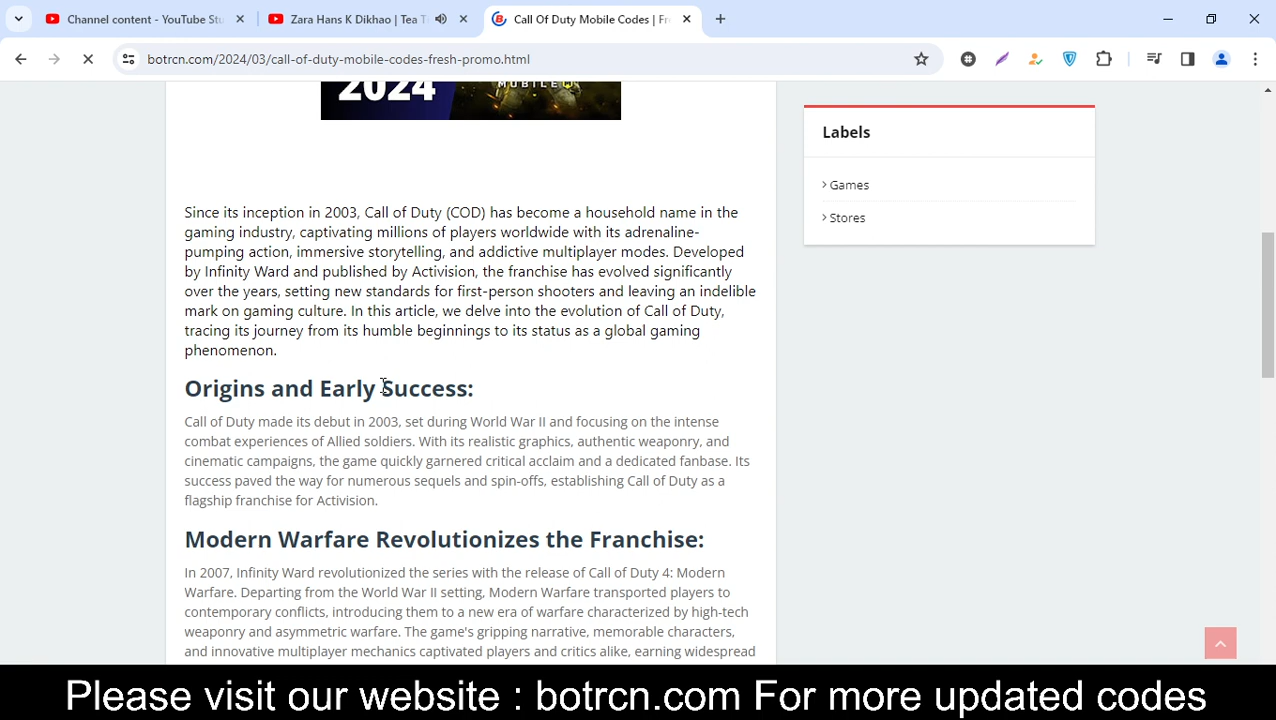 Channel content - YouTube Stu
Zara Hans K Dikhao | Tea T
Call Of Duty Mobile Codes | Fr
botrcn.com/2024/03/call-of-duty-mobile-codes-fresh-promo.html
2024
MOBILE
Labels
Games
Stores
Since its inception in 2003, Call of Duty (COD) has become a household name in the
gaming industry, captivating millions of players worldwide with its adrenaline-
pumping action, immersive storytelling, and addictive multiplayer modes. Developed
by Infinity Ward and published by Activision, the franchise has evolved significantly
over the years, setting new standards for first-person shooters and leaving an indelible
mark on gaming culture. In this article, we delve into the evolution of Call of Duty,
tracing its journey from its humble beginnings to its status as a global gaming
phenomenon.
Origins and Early Success:
Call of Duty made its debut in 2003, set during World War II and focusing on the intense
combat experiences of Allied soldiers. With its realistic graphics, authentic weaponry, and
cinematic campaigns, the game quickly garnered critical acclaim and a dedicated fanbase. Its
success paved the way for numerous sequels and spin-offs, establishing Call of Duty as a
flagship franchise for Activision.
Modern Warfare Revolutionizes the Franchise:
In 2007, Infinity Ward revolutionized the series with the release of Call of Duty 4: Modern
Warfare. Departing from the World War II setting, Modern Warfare transported players to
contemporary conflicts, introducing them to a new era of warfare characterized by high-tech
weaponry and asymmetric warfare. The game's gripping narrative, memorable characters,
and innovative multiplayer mechanics captivated players and critics alike, earning widespread
Please visit our website : botrcn.com For more updated codes